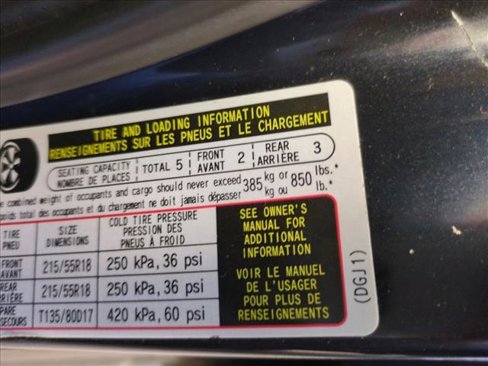 TIRE AND LOADING INFORMATION
RENSEIGNEMENTS SUR LES PNEUS ET LE CHARGEMENT
SEATING CAPACITY
NOMBRE DE PLACES
TOTAL 5
FRONT
AVANT 2
REAR
ARRIÈRE 3
combined weight of occupants and cargo should never exceed 385 kg or 850 lbs.*
total des occupants et du chargement ne doit jamais dépasser kg ou lb.*
TIRE
PNEU
SIZE
DIMENSIONS
COLD TIRE PRESSURE
PRESSION DES
PNEUS À FROID
FRONT
AVANT
215/55R18
250 kPa, 36 psi
REAR
215/55R18
250 kPa, 36 psi
T135/80D17
420 kPa, 60 psi
SEE OWNER'S
MANUAL FOR
ADDITIONAL
INFORMATION
VOIR LE MANUEL
DE L'USAGER
POUR PLUS DE
RENSEIGNEMENTS
(DGJ1)